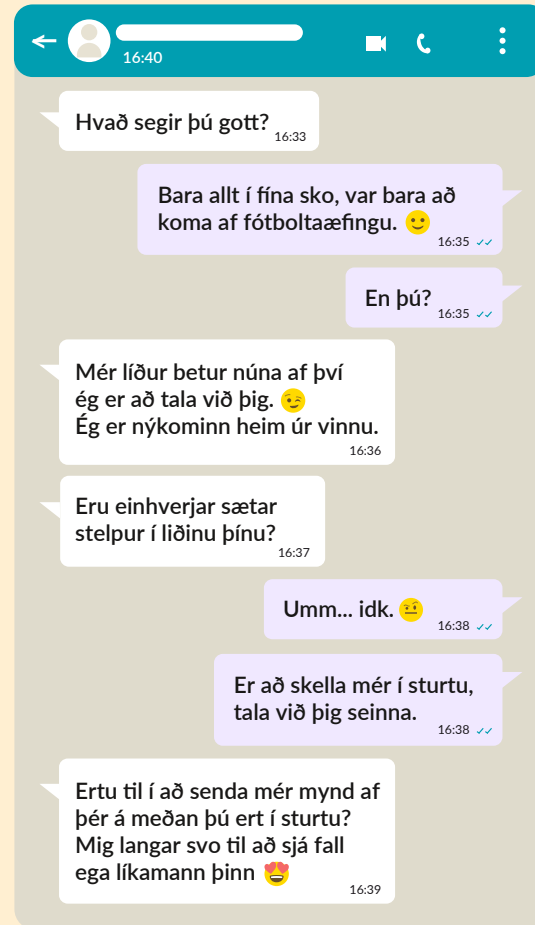 16:40
Hvað segir þú gott?
16:33
Bara allt í fína sko, var bara að
koma af fótboltaæfingu. 🙂
16:35
En þú?
16:35
Mér líður betur núna af því
ég er að tala við þig. 😉
Ég er nýkominn heim úr vinnu.
16:36
Eru einhverjar sætar
stelpur í liðinu þínu?
16:37
Umm... idk. 🤨
16:38
Er að skella mér í sturtu,
tala við þig seinna.
16:38
Ertu til í að senda mér mynd af
þér á meðan þú ert í sturtu?
Mig langar svo til að sjá fall
ega líkamann þinn 😍
16:39